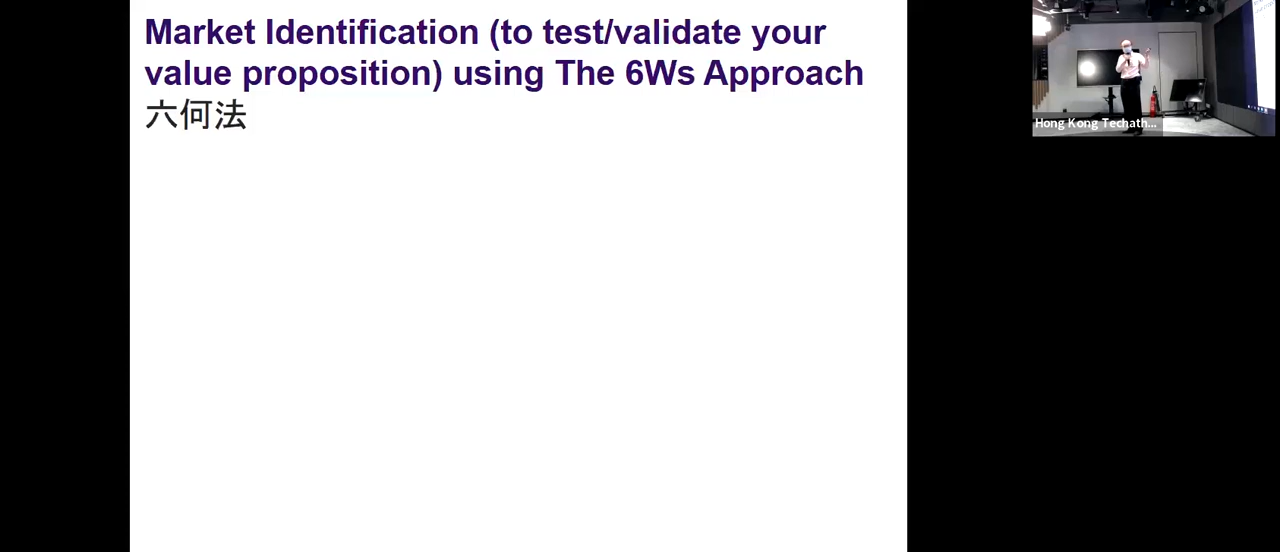 Market Identification (to test/validate your
value proposition) using The 6Ws Approach
六何法
Hong Kong Techath...